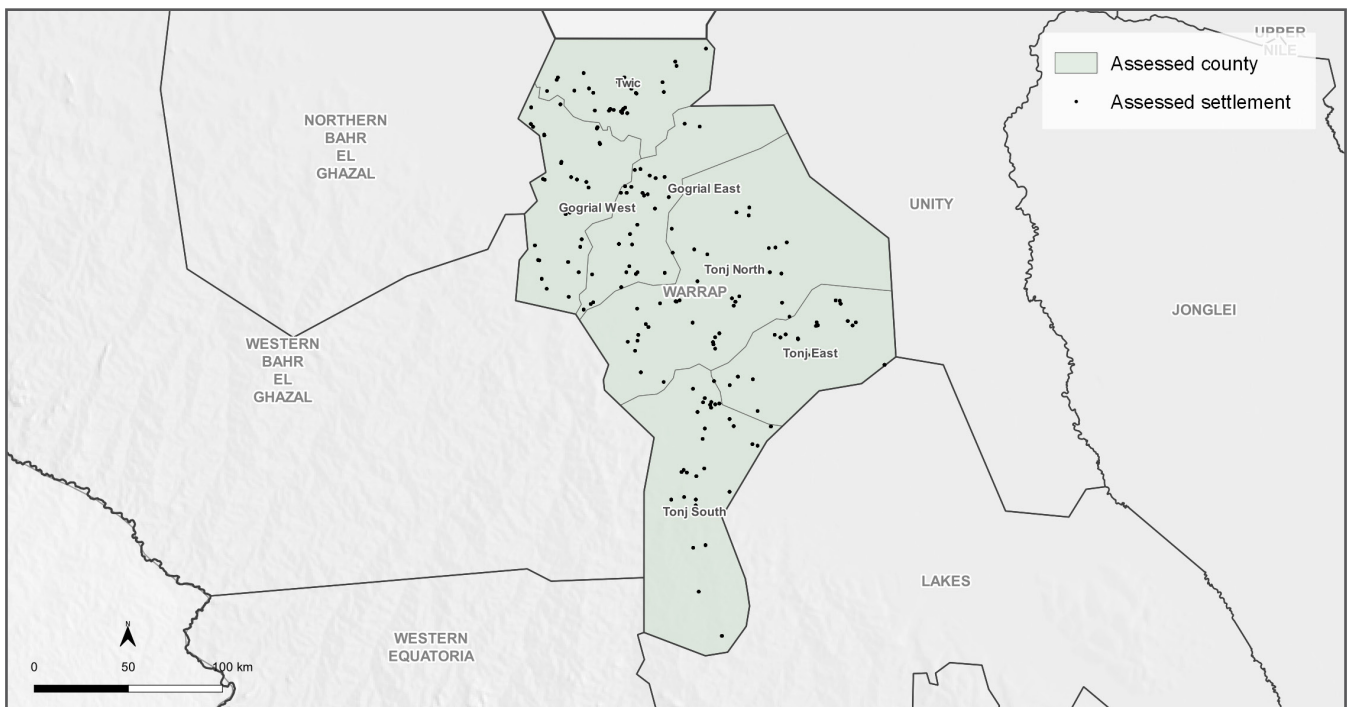 UPPER
NILE
Assessed county
Assessed settlement
Twic
NORTHERN
BAHR
EL
GHAZAL
Gogrial East
Gogrial West
UNITY
Tonj North
WARRAP
JONGLEI
WESTERN
BAHR
EL
GHAZAL
Tonj East
Tonj South
LAKES
WESTERN
EQUATORIA
N
0 50 100 km